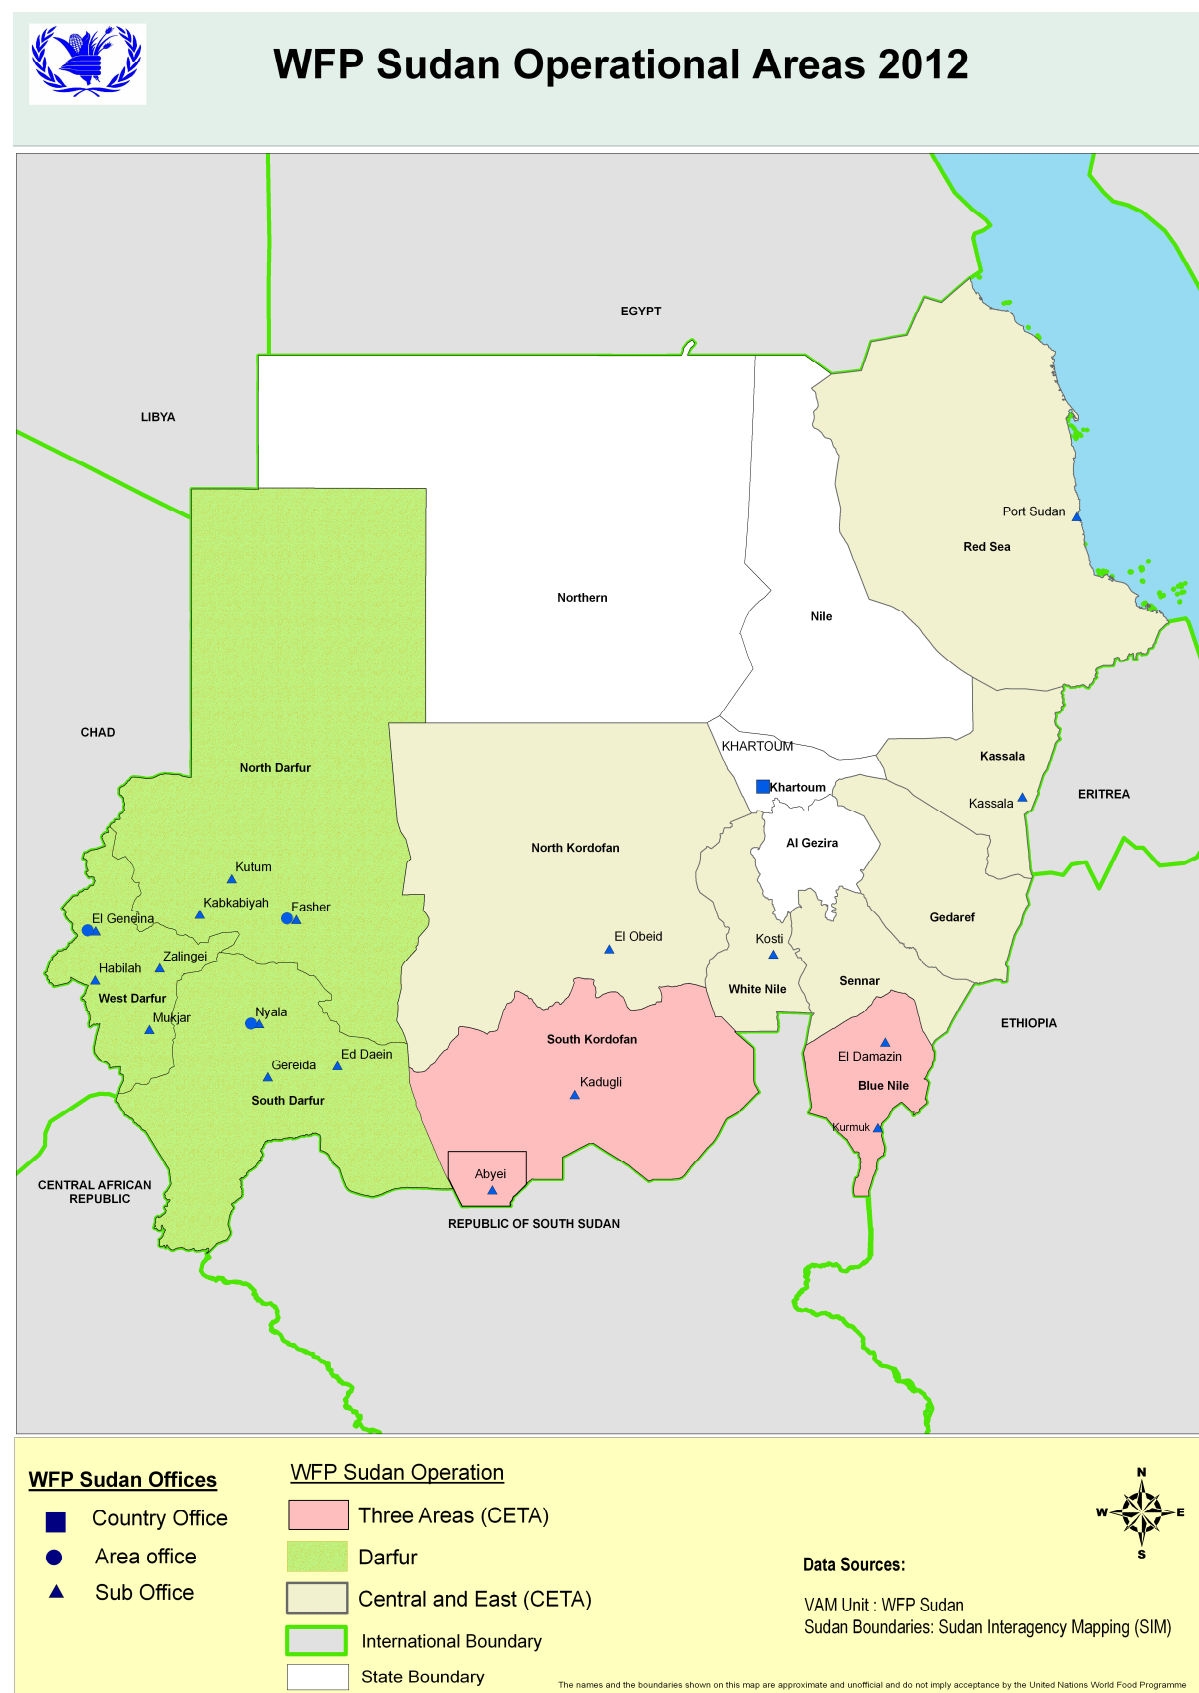 WFP Sudan Operational Areas 2012
EGYPT
LIBYA
Port Sudan
Red Sea
Northern
Nile
CHAD
KHARTOUM
Kassala
North Darfur
Khartoum
Kassala
ERITREA
Al Gezira
North Kordofan
Kutum
Kabkabiyah
Fasher
El Geneina
Gedaref
El Obeid
Kosti
Zalingei
Habilah
Sennar
White Nile
West Darfur
Nyala
Mukjar
ETHIOPIA
South Kordofan
Ed Daein
El Damazin
Gereida
Kadugli
Blue Nile
South Darfur
Kurmuk
Abyei
CENTRAL AFRICAN
REPUBLIC
REPUBLIC OF SOUTH SUDAN
WFP Sudan Offices
Country Office
Area office
Sub Office
WFP Sudan Operation
Three Areas (CETA)
Darfur
Central and East (CETA)
International Boundary
State Boundary
N
W
E
S
Data Sources:
VAM Unit : WFP Sudan
Sudan Boundaries: Sudan Interagency Mapping (SIM)
The names and the boundaries shown on this map are approximate and unofficial and do not imply acceptance by the United Nations World Food Programme